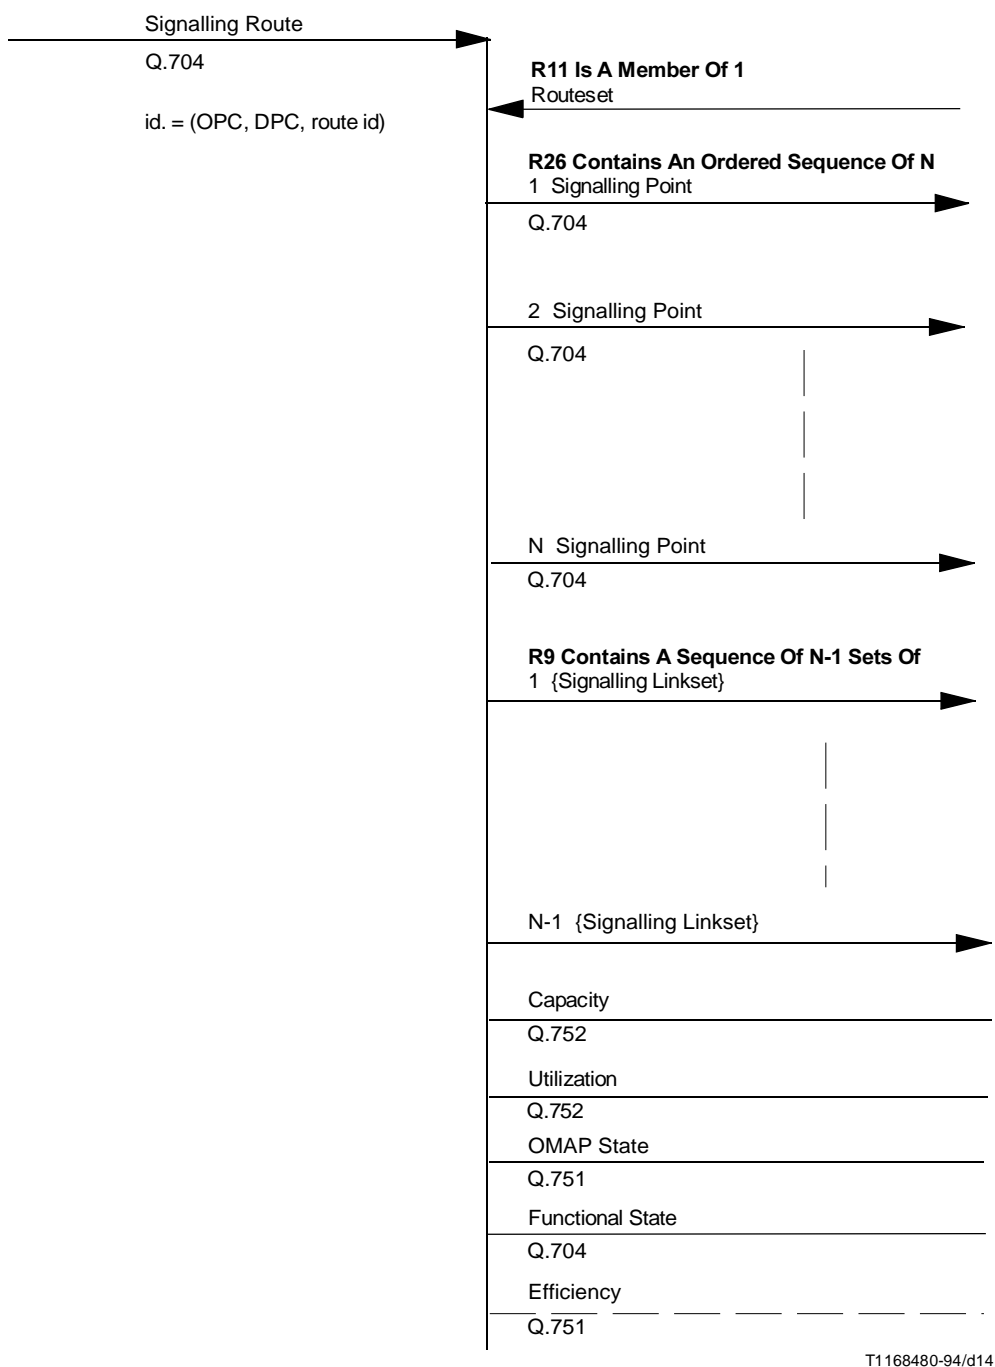 Signalling Route
Q.704
id. = (OPC, DPC, route id)
R11 Is A Member Of 1
Routeset
R26 Contains An Ordered Sequence Of N
1 Signalling Point
Q.704
2 Signalling Point
Q.704
N Signalling Point
Q.704
R9 Contains A Sequence Of N-1 Sets Of
1 {Signalling Linkset}
N-1 {Signalling Linkset}
Capacity
Q.752
Utilization
Q.752
OMAP State
Q.751
Functional State
Q.704
Efficiency
Q.751
T1168480-94/d14